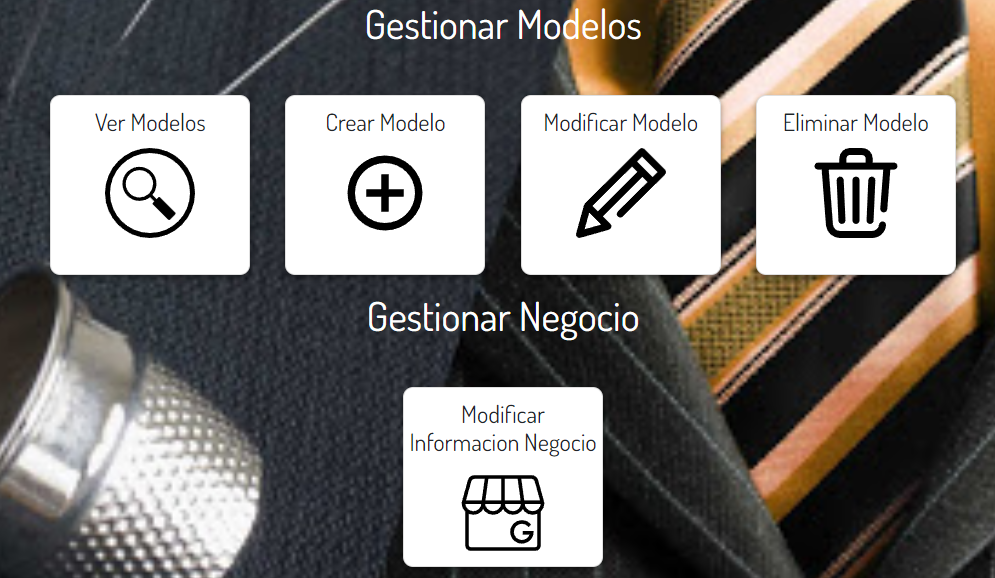 Gestionar Modelos
Ver Modelos
Crear Modelo
Modificar Modelo
Eliminar Modelo
Gestionar Negocio
Modificar
Informacion Negocio
G